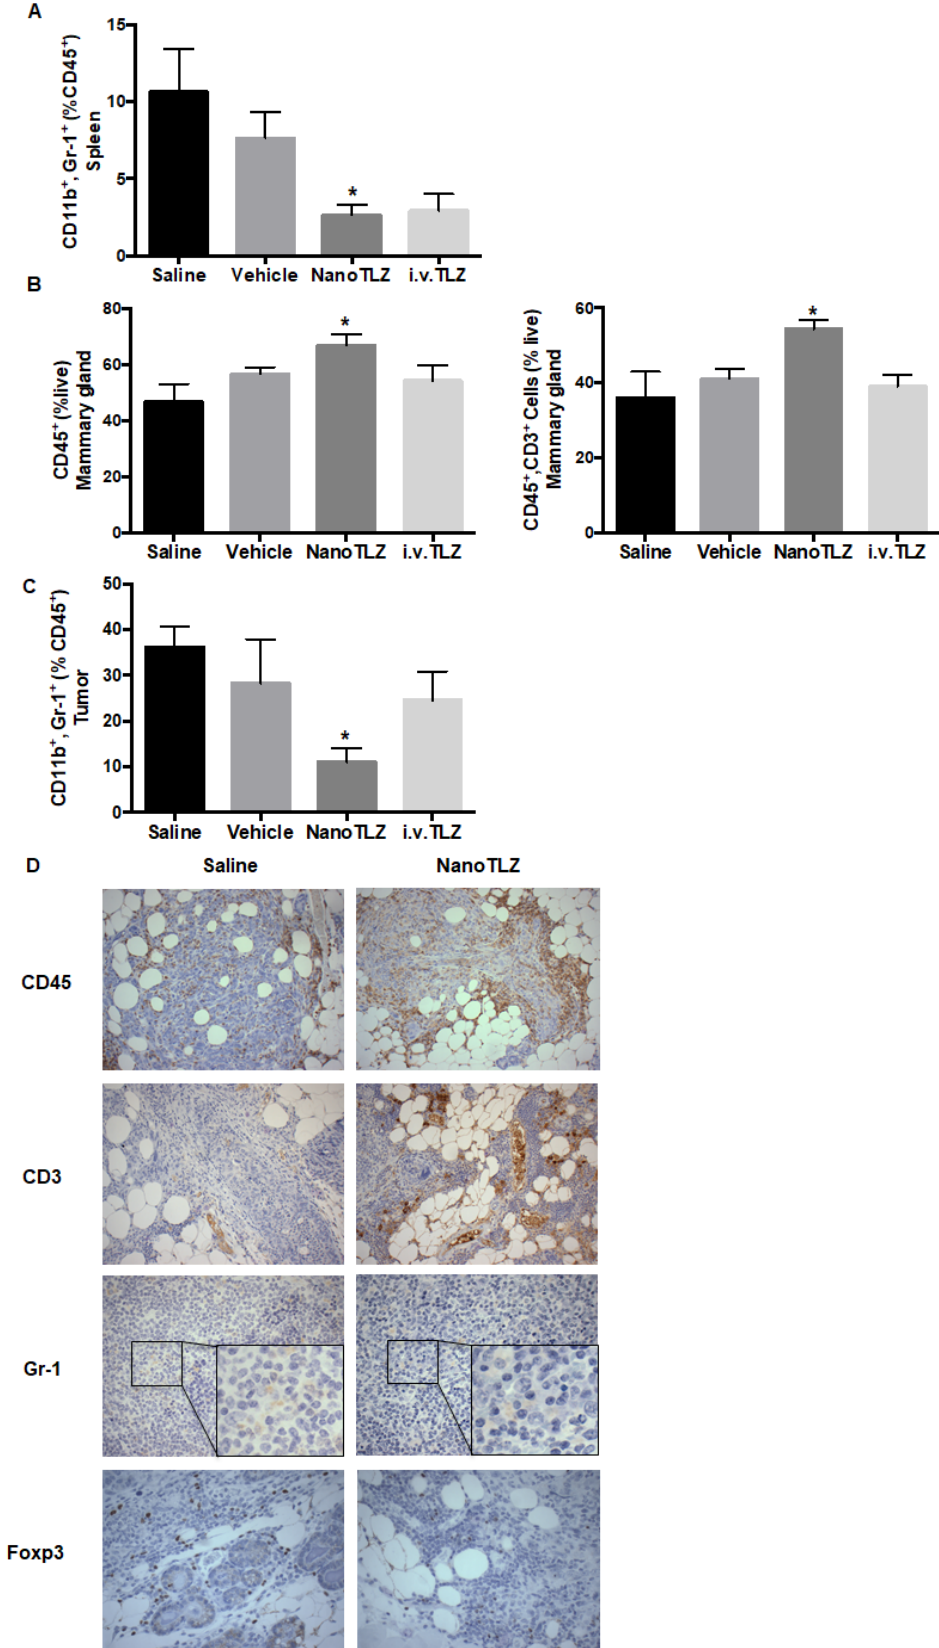 A
CD11b⁺, Gr-1⁺ (%CD45⁺)
Spleen
15
10
5
0
Saline Vehicle NanoTLZ i.v.TLZ
*
B
CD45⁺ (%live)
Mammary gland
80
60
40
20
0
Saline Vehicle NanoTLZ i.v.TLZ
*
CD45⁺,CD3⁺ Cells (% live)
Mammary gland
60
40
20
0
Saline Vehicle NanoTLZ i.v.TLZ
*
C
CD11b⁺, Gr-1⁺ (% CD45⁺)
Tumor
50
40
30
20
10
0
Saline Vehicle NanoTLZ i.v.TLZ
*
D
Saline NanoTLZ
CD45
CD3
Gr-1
Foxp3